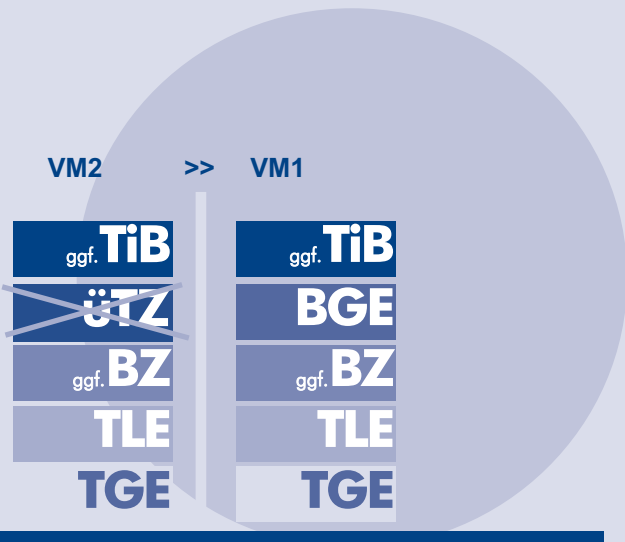 VM2 >> VM1
ggf. TiB ggf. TiB
üTZ BGE
ggf. BZ ggf. BZ
TLE TLE
TGE TGE